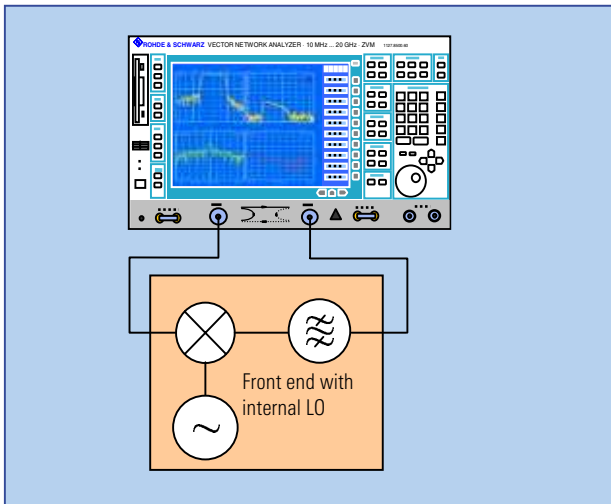 ROHDE & SCHWARZ VECTOR NETWORK ANALYZER · 10 MHz ... 20 GHz · ZVM
Front end with
internal LO